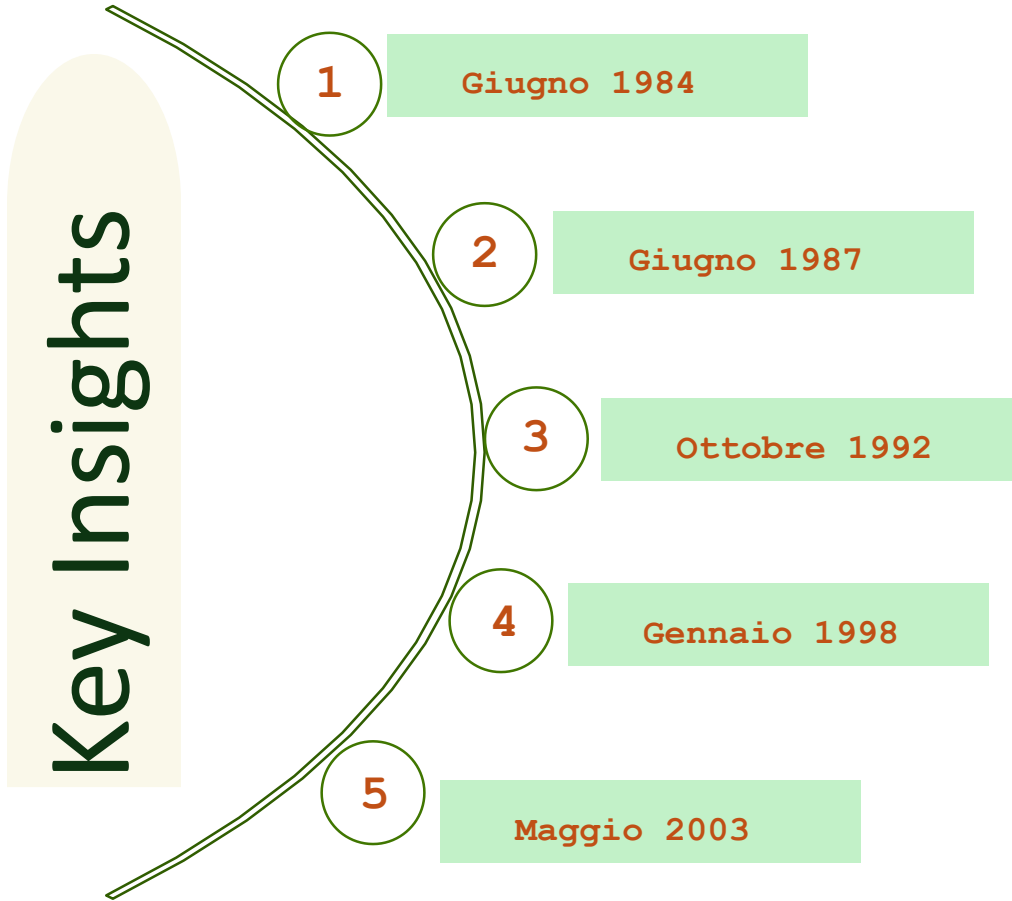 Key Insights
1
Giugno 1984
2
Giugno 1987
3
Ottobre 1992
4
Gennaio 1998
5
Maggio 2003